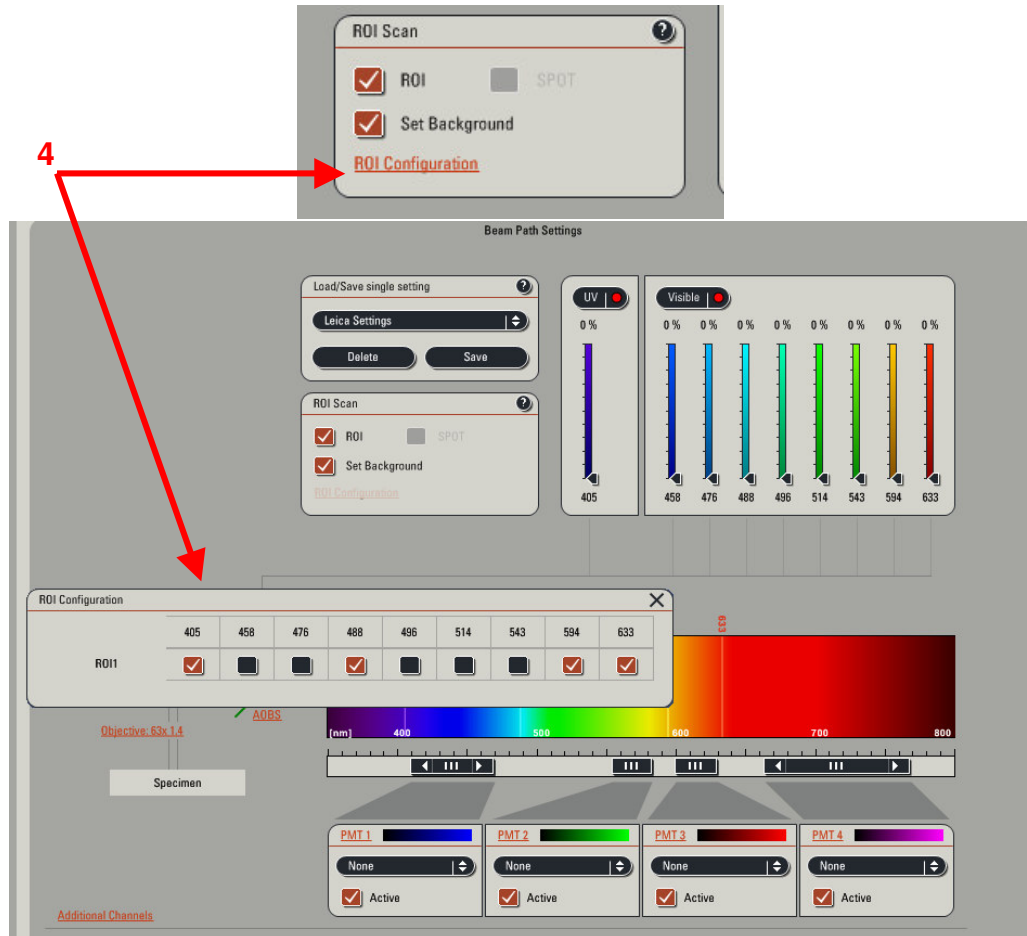 ROI Scan ?
ROI SPOT
Set Background
4
ROI Configuration
Beam Path Settings
Load/Save single setting ?
Leica Settings
Delete Save
UV Visible
0 % 0 % 0 % 0 % 0 % 0 % 0 % 0 % 0 %
405 458 476 488 496 514 543 594 633
ROI Scan ?
ROI SPOT
Set Background
ROI Configuration
ROI Configuration
405 458 476 488 496 514 543 594 633
ROI1
633
AOBS
Objective: 63x 1.4
[nm] 400 500 600 700 800
Specimen
PMT 1 PMT 2 PMT 3 PMT 4
None None None None
Active Active Active Active
Additional Channels